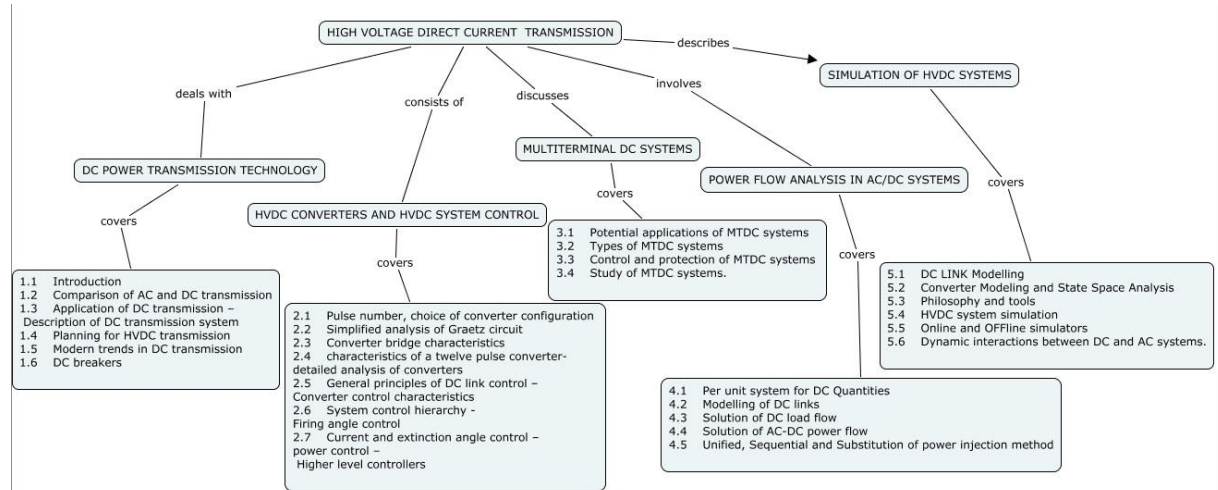 HIGH VOLTAGE DIRECT CURRENT TRANSMISSION
describes
SIMULATION OF HVDC SYSTEMS
deals with
consists of
discusses
involves
MULTITERMINAL DC SYSTEMS
DC POWER TRANSMISSION TECHNOLOGY
POWER FLOW ANALYSIS IN AC/DC SYSTEMS
covers
covers
HVDC CONVERTERS AND HVDC SYSTEM CONTROL
covers
covers
covers
1.1 Introduction
1.2 Comparison of AC and DC transmission
1.3 Application of DC transmission –
Description of DC transmission system
1.4 Planning for HVDC transmission
1.5 Modern trends in DC transmission
1.6 DC breakers
2.1 Pulse number, choice of converter configuration
2.2 Simplified analysis of Graetz circuit
2.3 Converter bridge characteristics
2.4 characteristics of a twelve pulse converter-
detailed analysis of converters
2.5 General principles of DC link control –
Converter control characteristics
2.6 System control hierarchy -
Firing angle control
2.7 Current and extinction angle control –
power control –
Higher level controllers
3.1 Potential applications of MTDC systems
3.2 Types of MTDC systems
3.3 Control and protection of MTDC systems
3.4 Study of MTDC systems.
4.1 Per unit system for DC Quantities
4.2 Modelling of DC links
4.3 Solution of DC load flow
4.4 Solution of AC-DC power flow
4.5 Unified, Sequential and Substitution of power injection method
5.1 DC LINK Modelling
5.2 Converter Modeling and State Space Analysis
5.3 Philosophy and tools
5.4 HVDC system simulation
5.5 Online and OFFline simulators
5.6 Dynamic interactions between DC and AC systems.